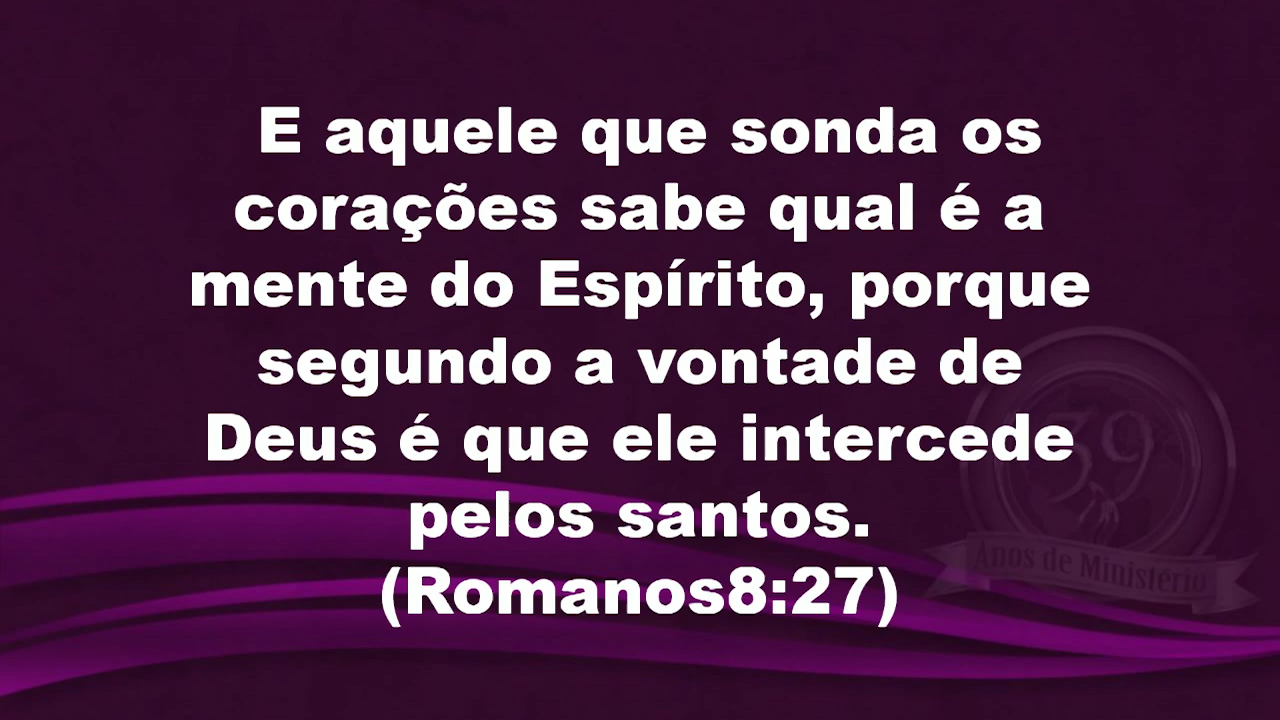 E aquele que sonda os
corações sabe qual é a
mente do Espírito, porque
segundo a vontade de
Deus é que ele intercede
pelos santos.
(Romanos8:27)
39
Anos de Ministério